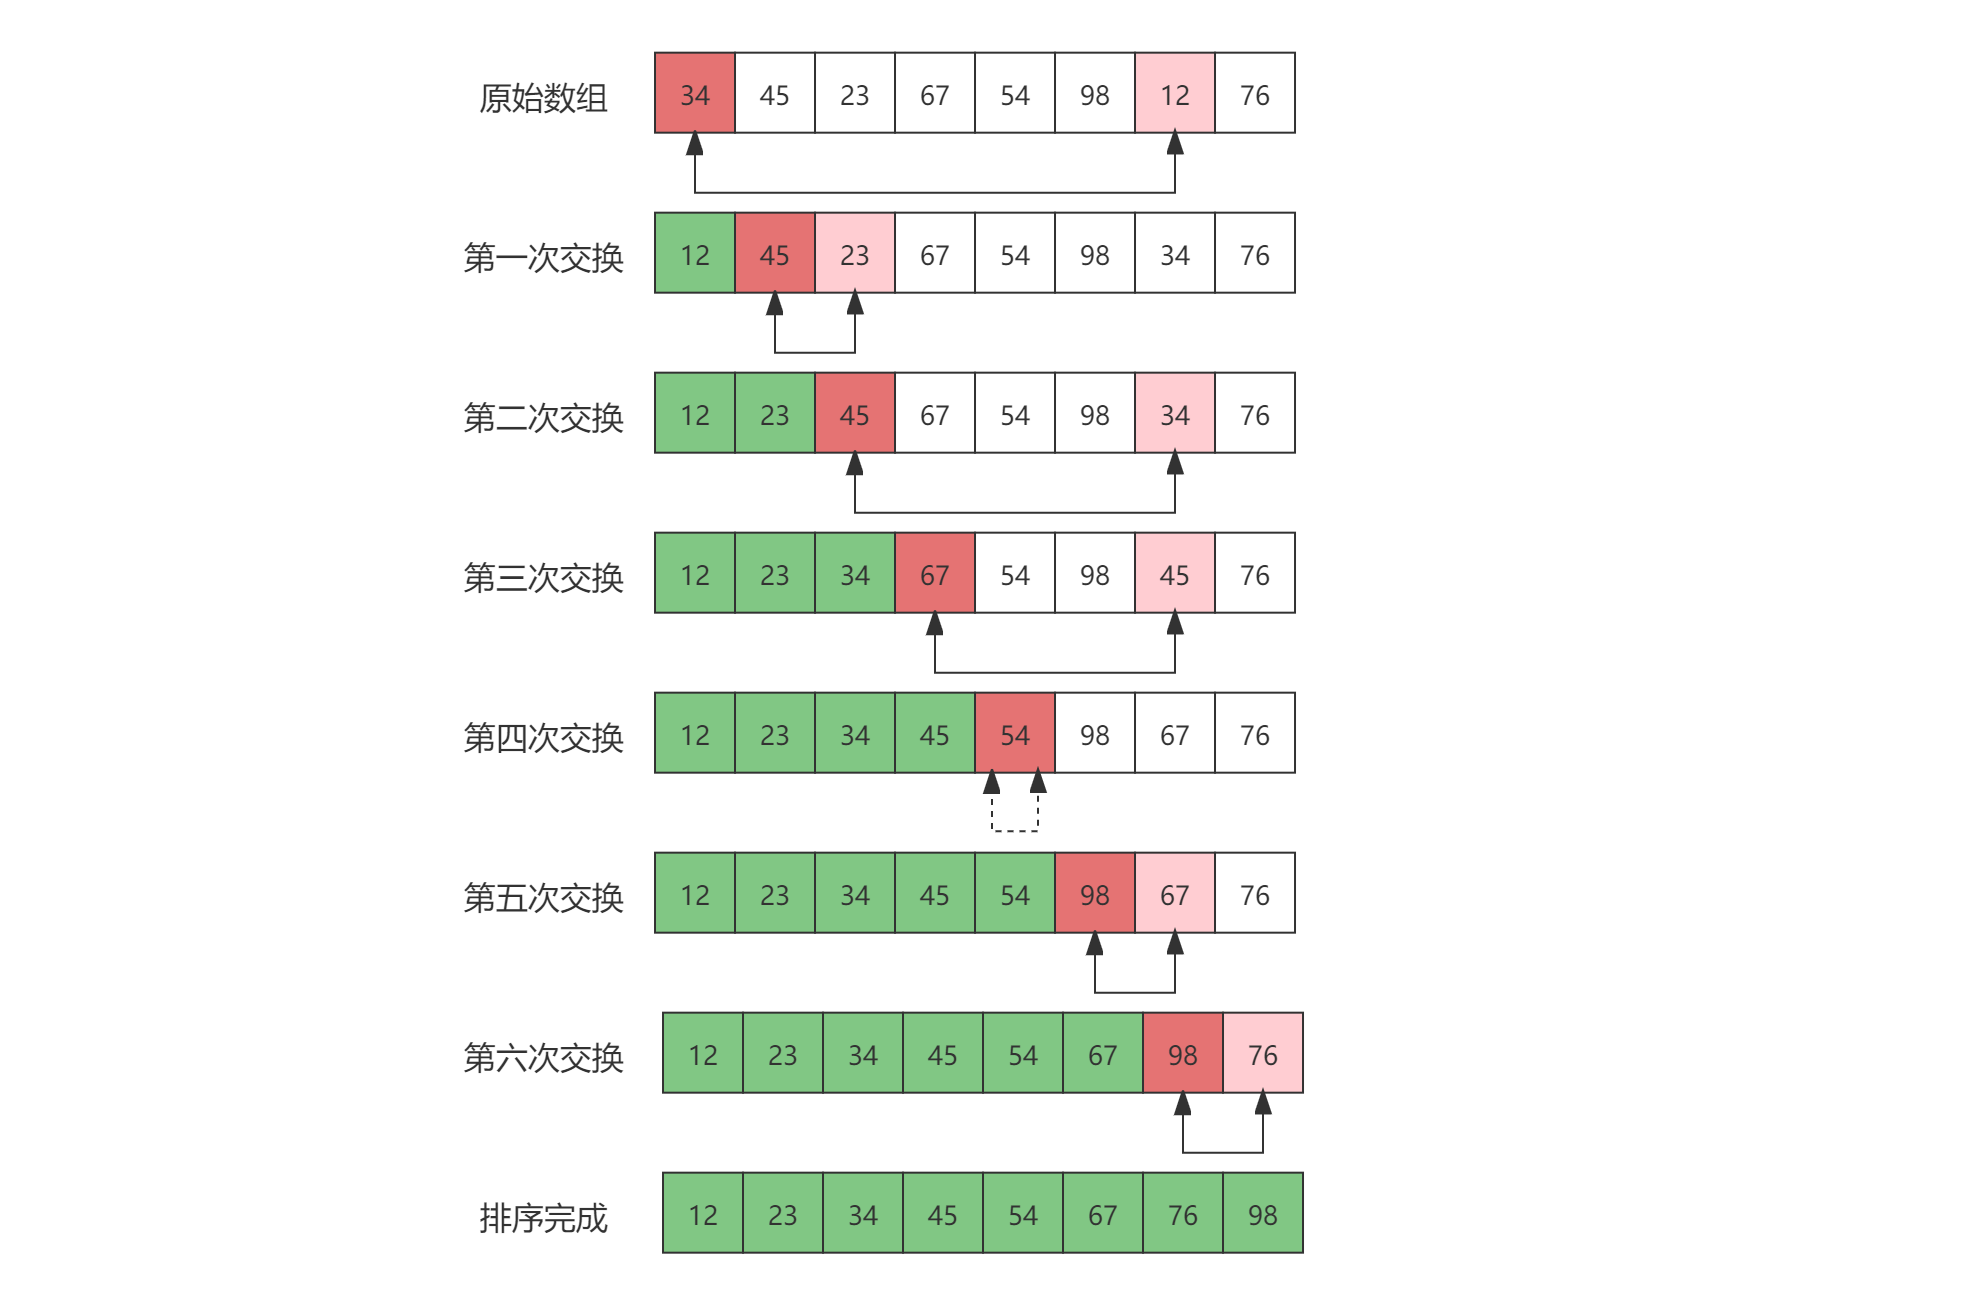 原始数组 34 45 23 67 54 98 12 76
第一次交换 12 45 23 67 54 98 34 76
第二次交换 12 23 45 67 54 98 34 76
第三次交换 12 23 34 67 54 98 45 76
第四次交换 12 23 34 45 54 98 67 76
第五次交换 12 23 34 45 54 98 67 76
第六次交换 12 23 34 45 54 67 98 76
排序完成 12 23 34 45 54 67 76 98